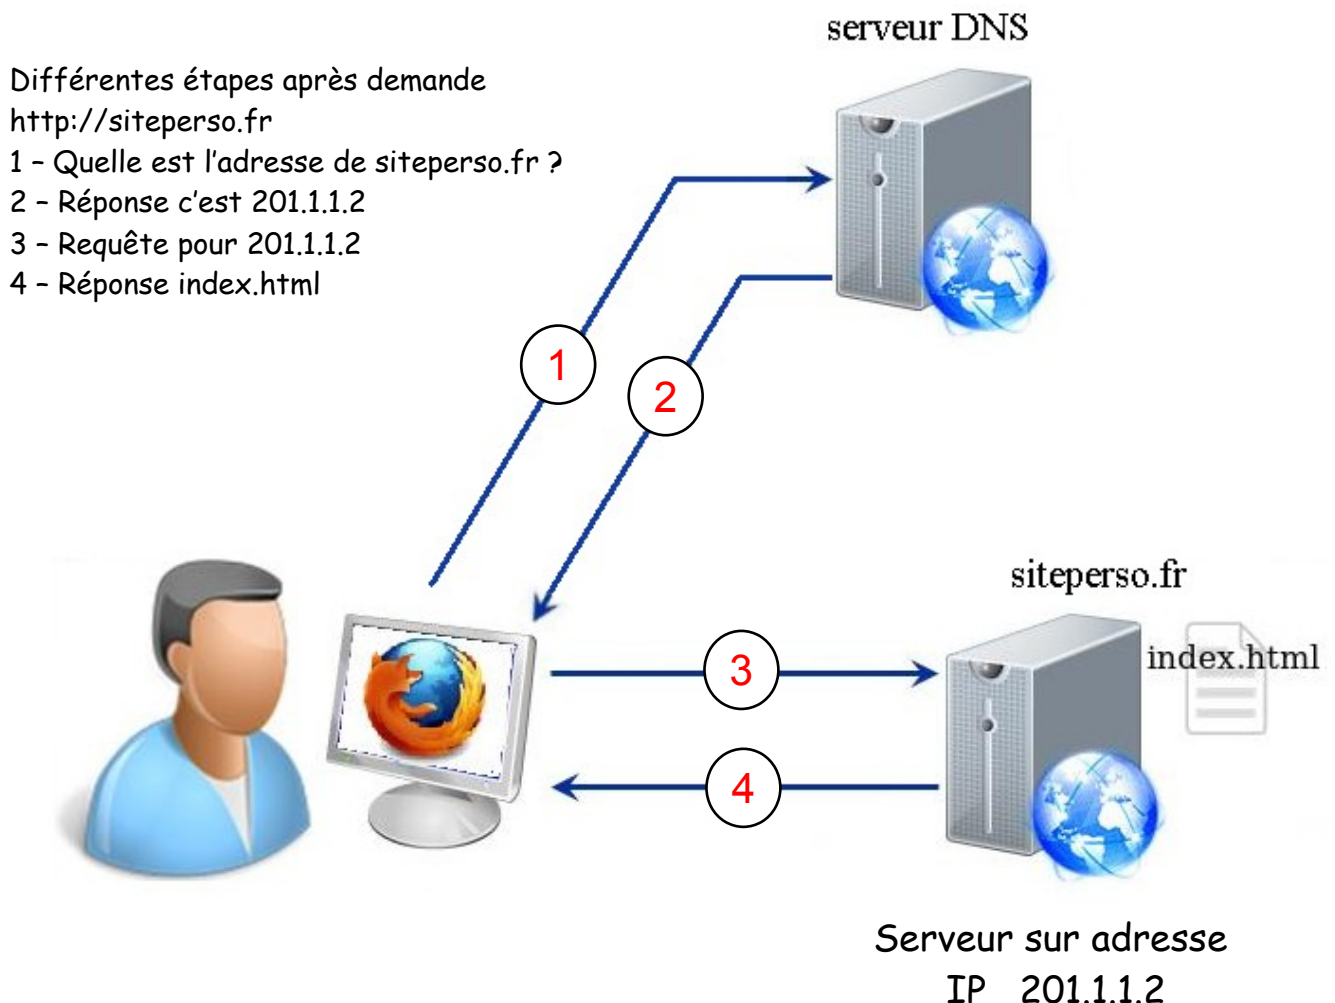 serveur DNS
Différentes étapes après demande
http://siteperso.fr
1 – Quelle est l'adresse de siteperso.fr ?
2 – Réponse c'est 201.1.1.2
3 – Requête pour 201.1.1.2
4 – Réponse index.html
1
2
siteperso.fr
index.html
3
4
Serveur sur adresse
IP 201.1.1.2